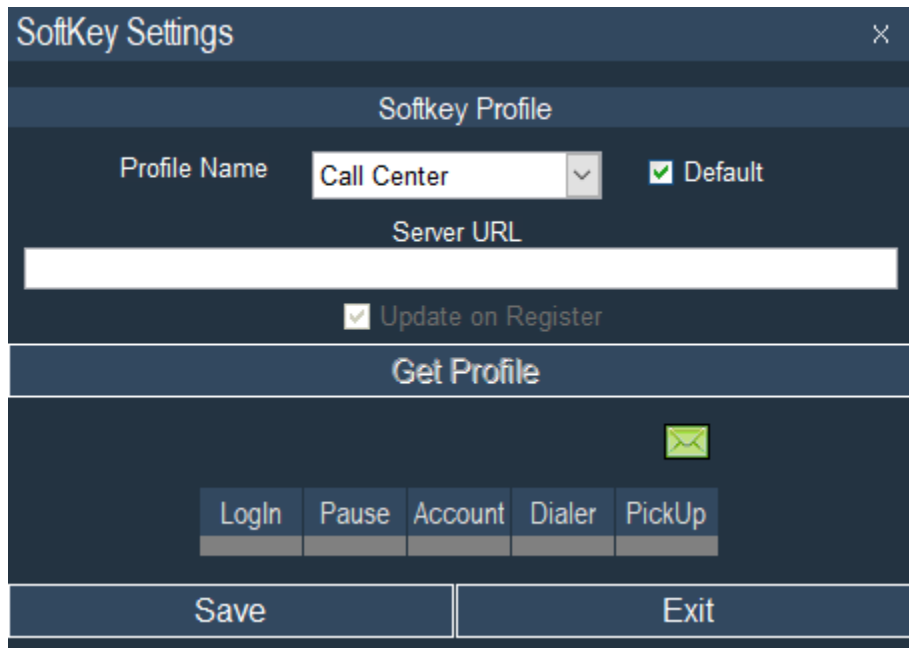 SoftKey Settings
Softkey Profile
Profile Name Call Center Default
Server URL
Update on Register
Get Profile
LogIn Pause Account Dialer PickUp
Save Exit